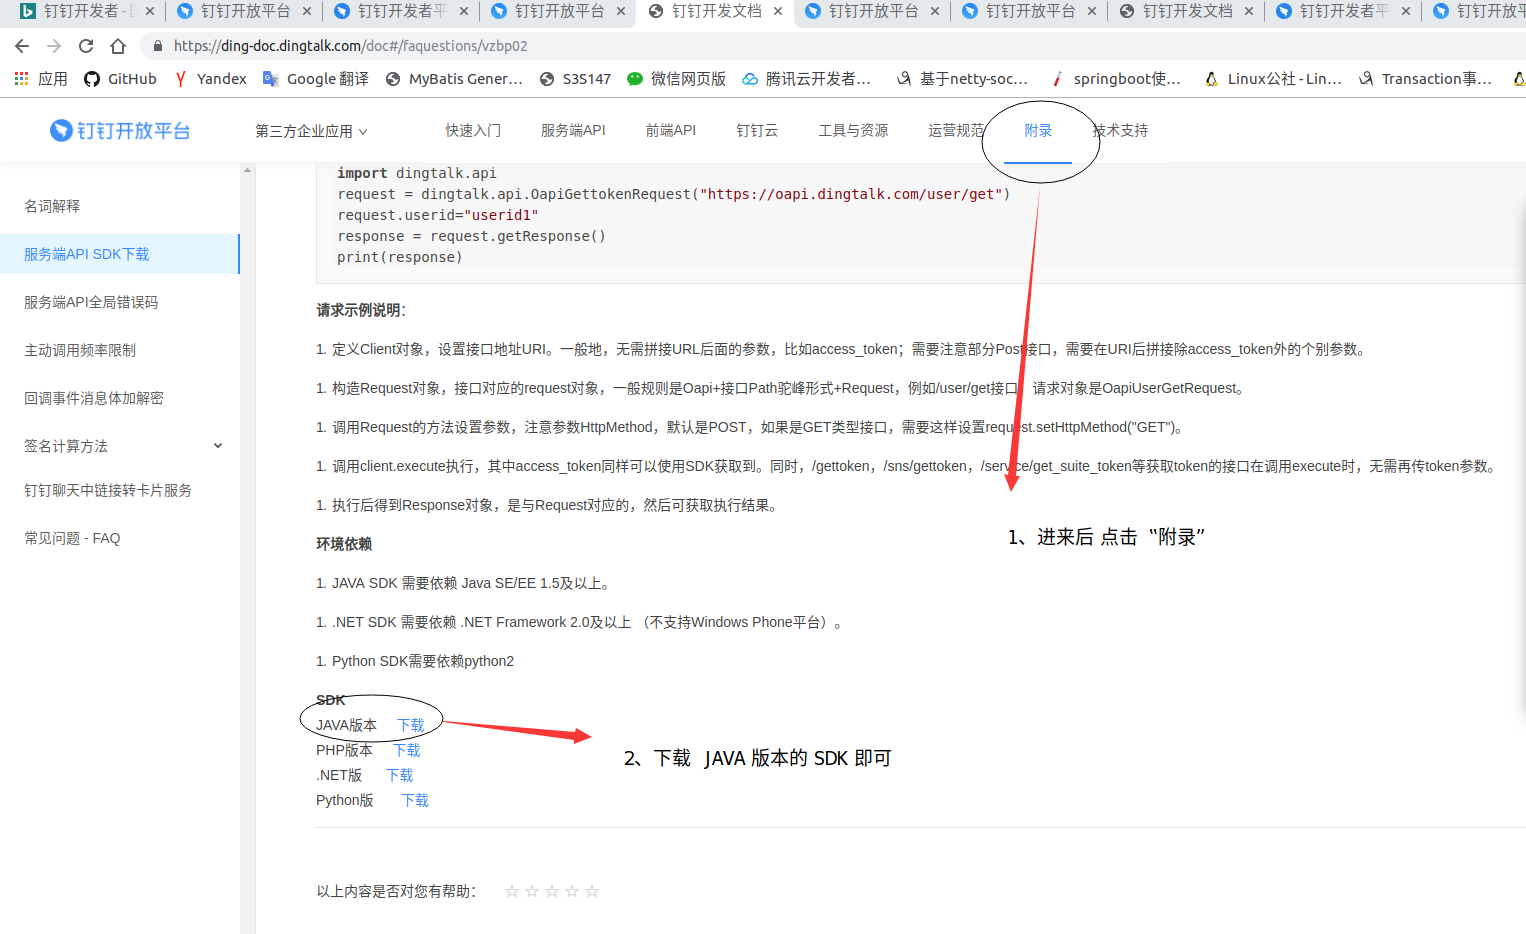 钉钉开发者 -
钉钉开放平台
钉钉开发者平
钉钉开放平台
钉钉开发文档
钉钉开放平台
钉钉开放平台
钉钉开发文档
钉钉开发者平
钉钉开放平
https://ding-doc.dingtalk.com/doc#/faquestions/vzbp02
应用 GitHub Yandex Google 翻译 MyBatis Gener... S3S147 微信网页版 腾讯云开发者... 基于netty-soc... springboot使... Linux公社 - Lin... Transaction事...
钉钉开放平台 第三方企业应用 快速入门 服务端API 前端API 钉钉云 工具与资源 运营规范 附录 技术支持
名词解释
服务端API SDK下载
服务端API全局错误码
主动调用频率限制
回调事件消息体加解密
签名计算方法
钉钉聊天中链接转卡片服务
常见问题 - FAQ
import dingtalk.api
request = dingtalk.api.OapiGettokenRequest("https://oapi.dingtalk.com/user/get")
request.userid="userid1"
response = request.getResponse()
print(response)
请求示例说明：
1. 定义Client对象，设置接口地址URI。一般地，无需拼接URL后面的参数，比如access_token；需要注意部分Post接口，需要在URI后拼接除access_token外的个别参数。
1. 构造Request对象，接口对应的request对象，一般规则是Oapi+接口Path驼峰形式+Request，例如/user/get接口，请求对象是OapiUserGetRequest。
1. 调用Request的方法设置参数，注意参数HttpMethod，默认是POST，如果是GET类型接口，需要这样设置request.setHttpMethod("GET")。
1. 调用client.execute执行，其中access_token同样可以使用SDK获取到。同时，/gettoken，/sns/gettoken，/service/get_suite_token等获取token的接口在调用execute时，无需再传token参数。
1. 执行后得到Response对象，是与Request对应的，然后可获取执行结果。
1、进来后 点击 “附录”
环境依赖
1. JAVA SDK 需要依赖 Java SE/EE 1.5及以上。
1. .NET SDK 需要依赖 .NET Framework 2.0及以上 （不支持Windows Phone平台）。
1. Python SDK需要依赖python2
SDK
JAVA版本 下载
PHP版本 下载
.NET版 下载
Python版 下载
2、下载 JAVA 版本的 SDK 即可
以上内容是否对您有帮助：